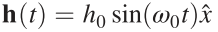 𝐡(t) = h₀ sin(ω₀t)x̂